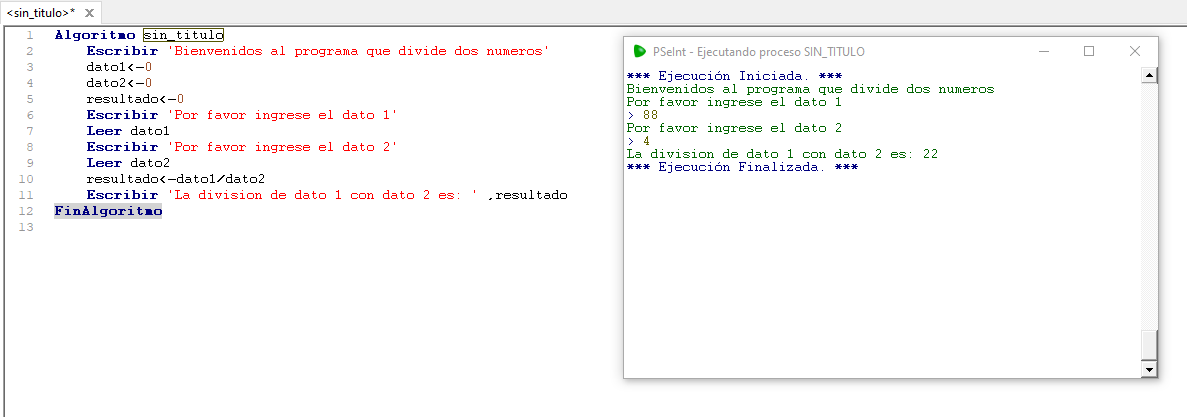 <sin_titulo>*
1 Algoritmo sin_titulo
2 Escribir 'Bienvenidos al programa que divide dos numeros'
3 dato1<-0
4 dato2<-0
5 resultado<-0
6 Escribir 'Por favor ingrese el dato 1'
7 Leer dato1
8 Escribir 'Por favor ingrese el dato 2'
9 Leer dato2
10 resultado<-dato1/dato2
11 Escribir 'La division de dato 1 con dato 2 es: ' ,resultado
12 FinAlgoritmo
13
PSeInt - Ejecutando proceso SIN_TITULO
*** Ejecución Iniciada. ***
Bienvenidos al programa que divide dos numeros
Por favor ingrese el dato 1
> 88
Por favor ingrese el dato 2
> 4
La division de dato 1 con dato 2 es: 22
*** Ejecución Finalizada. ***